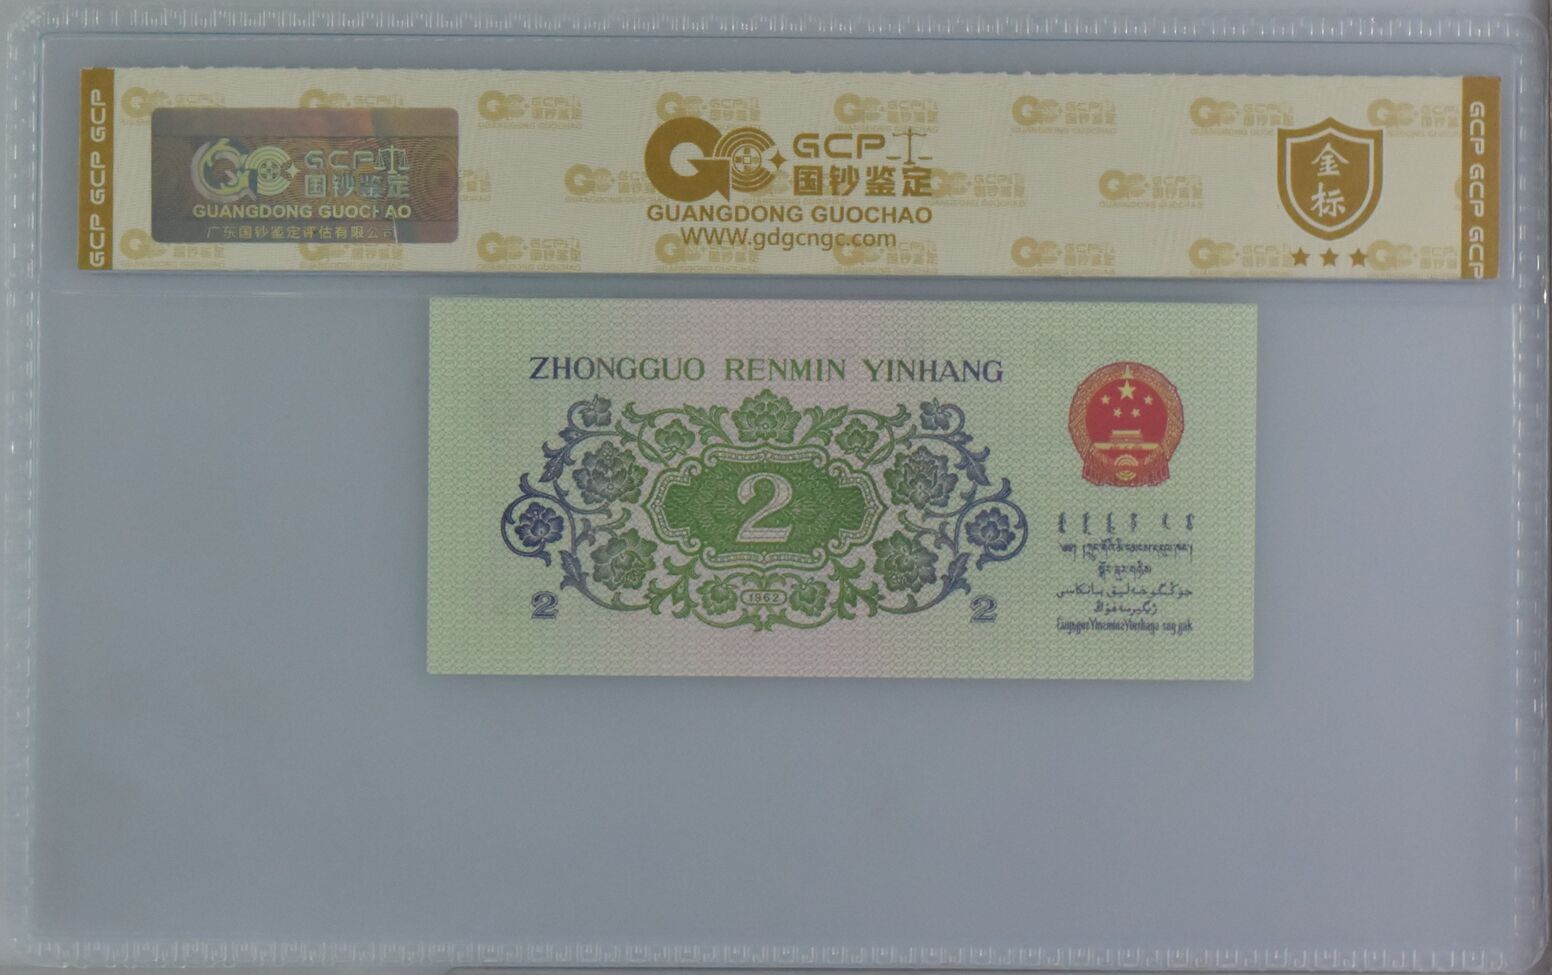 GCP GCP GCP
GCP 国钞鉴定
GUANGDONG GUOCHAO
广东国钞鉴定评估有限公司
GCP
国钞鉴定
GUANGDONG GUOCHAO
WWW.gdgcngc.com
金标
GCP GCP GCP
ZHONGGUO RENMIN YINHANG
2
1962
2
2